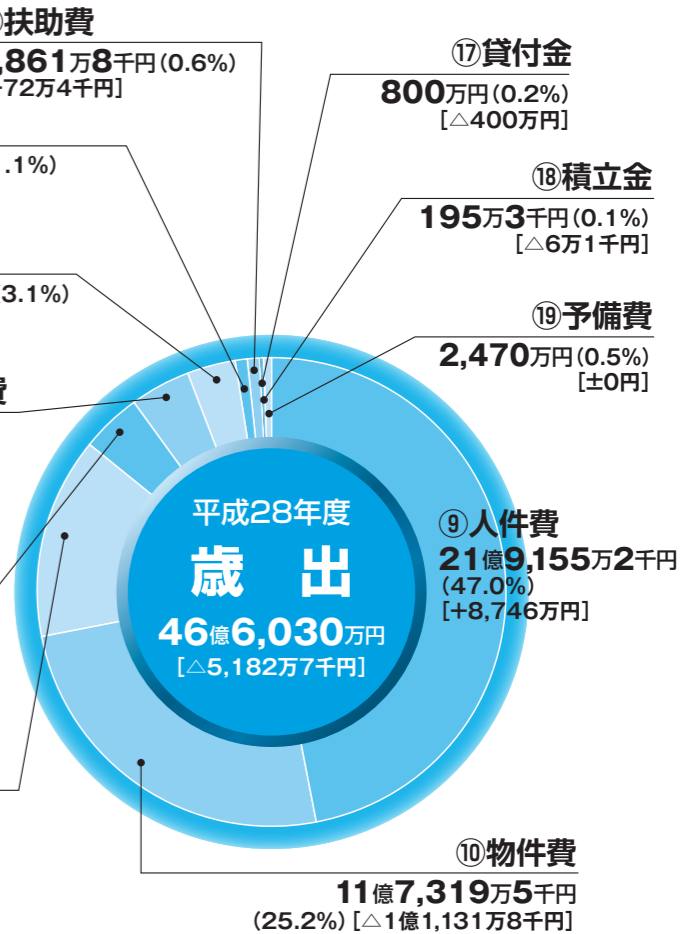 扶助費
,861万8千円(0.6%)
72万4千円]
.1%)
3.1%)
費
⑰貸付金
800万円(0.2%)
[△400万円]
⑱積立金
195万3千円(0.1%)
[△6万1千円]
⑲予備費
2,470万円(0.5%)
[±0円]
平成28年度
歳 出
46億6,030万円
[△5,182万7千円]
⑨人件費
21億9,155万2千円
(47.0%)
[+8,746万円]
⑩物件費
11億7,319万5千円
(25.2%)[△1億1,131万8千円]